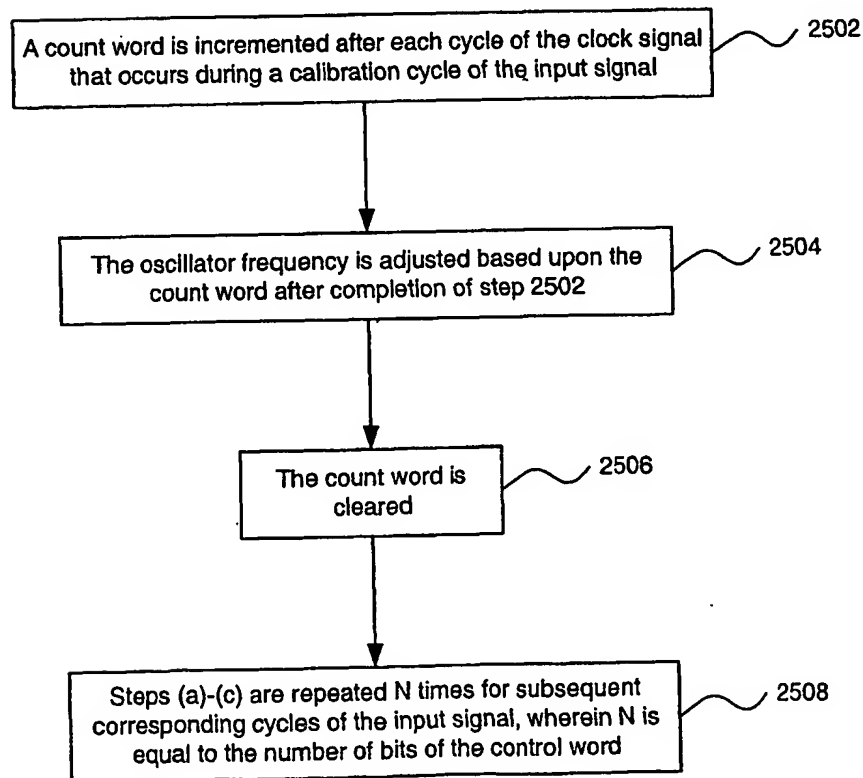 A count word is incremented after each cycle of the clock signal
that occurs during a calibration cycle of the input signal
2502
The oscillator frequency is adjusted based upon the
count word after completion of step 2502
2504
The count word is
cleared
2506
Steps (a)-(c) are repeated N times for subsequent
corresponding cycles of the input signal, wherein N is
equal to the number of bits of the control word
2508